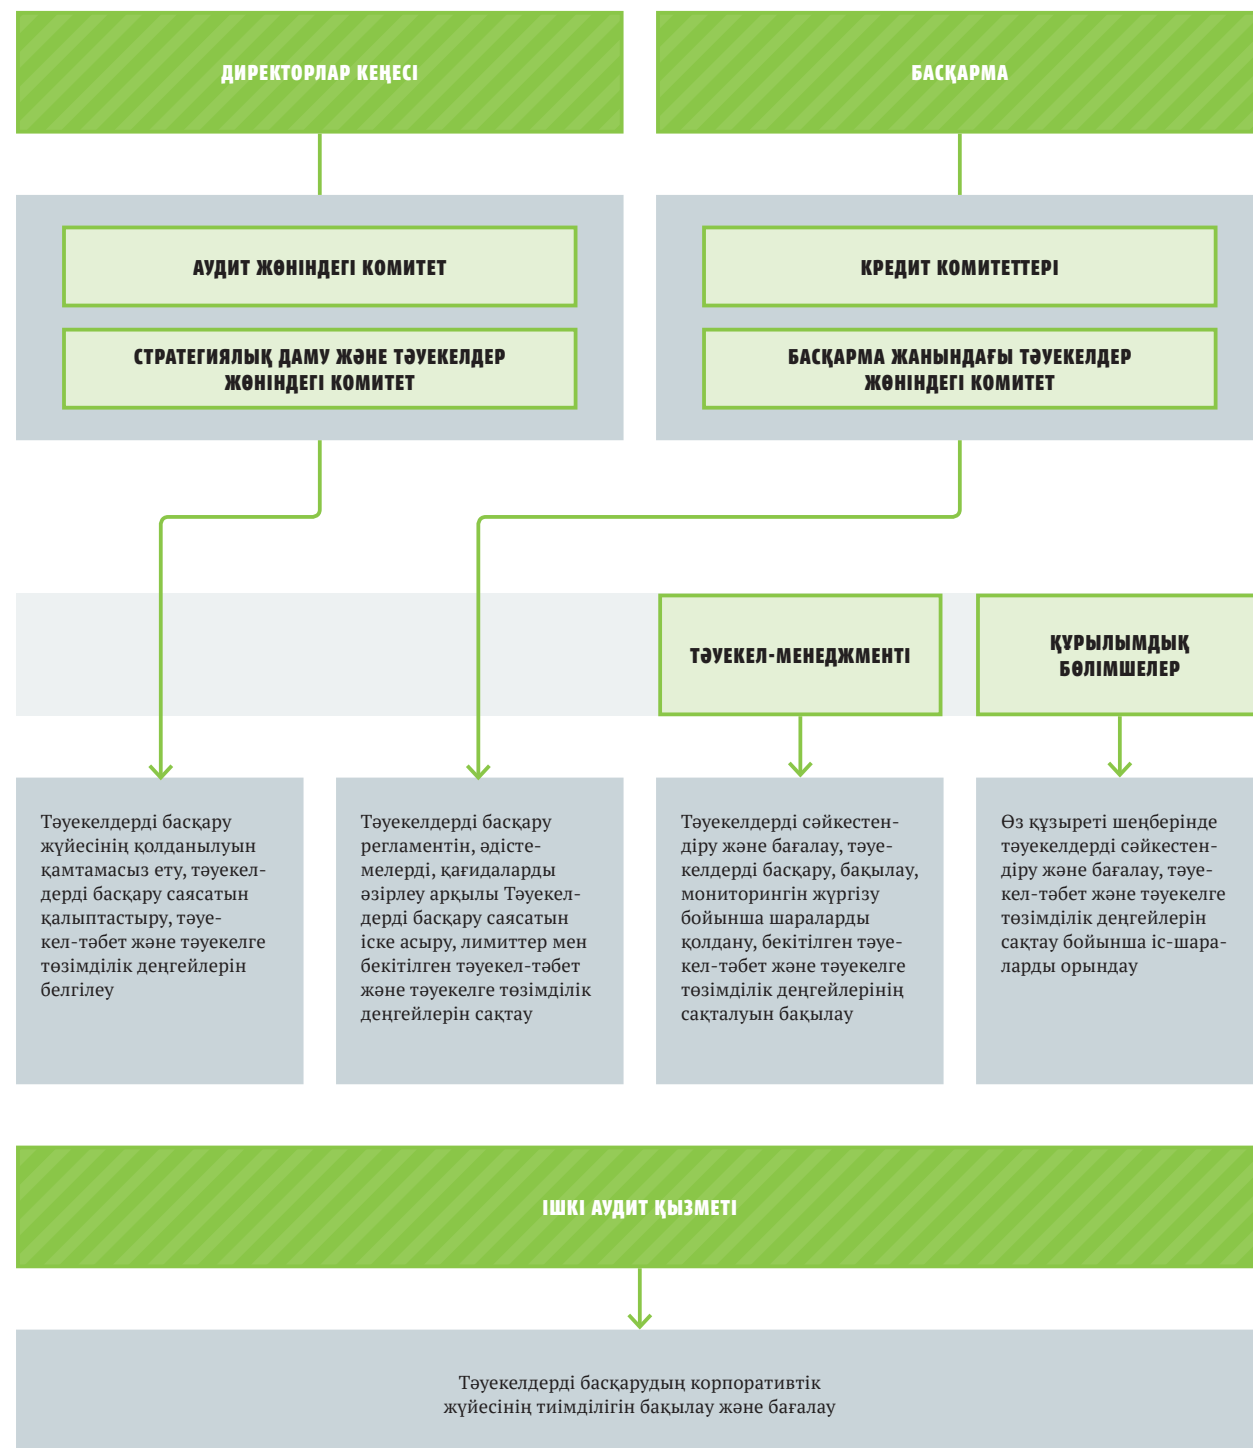 ДИРЕКТОРЛАР КЕҢЕСІ
БАСҚАРМА
АУДИТ ЖӨНІНДЕГІ КОМИТЕТ
СТРАТЕГИЯЛЫҚ ДАМУ ЖӘНЕ ТӘУЕКЕЛДЕР
ЖӨНІНДЕГІ КОМИТЕТ
КРЕДИТ КОМИТЕТТЕРІ
БАСҚАРМА ЖАНЫНДАҒЫ ТӘУЕКЕЛДЕР
ЖӨНІНДЕГІ КОМИТЕТ
ТӘУЕКЕЛ-МЕНЕДЖМЕНТІ
ҚҰРЫЛЫМДЫҚ
БӨЛІМШЕЛЕР
Тәуекелдерді басқару
жүйесінің қолданылуын
қамтамасыз ету, тәуекел-
дерді басқару саясатын
қалыптастыру, тәуе-
кел-тәбет және тәуекелге
төзімділік деңгейлерін
белгілеу
Тәуекелдерді басқару
регламентін, әдісте-
мелерді, қағидаларды
әзірлеу арқылы Тәуекел-
дерді басқару саясатын
іске асыру, лимиттер мен
бекітілген тәуекел-тәбет
және тәуекелге төзімділік
деңгейлерін сақтау
Тәуекелдерді сәйкестен-
діру және бағалау, тәуе-
келдерді басқару, бақылау,
мониторингін жүргізу
бойынша шараларды
қолдану, бекітілген тәуе-
кел-тәбет және тәуекелге
төзімділік деңгейлерінің
сақталуын бақылау
Өз құзыреті шеңберінде
тәуекелдерді сәйкестен-
діру және бағалау, тәуе-
кел-тәбет және тәуекелге
төзімділік деңгейлерін
сақтау бойынша іс-шара-
ларды орындау
ІШКІ АУДИТ ҚЫЗМЕТІ
Тәуекелдерді басқарудың корпоративтік
жүйесінің тиімділігін бақылау және бағалау